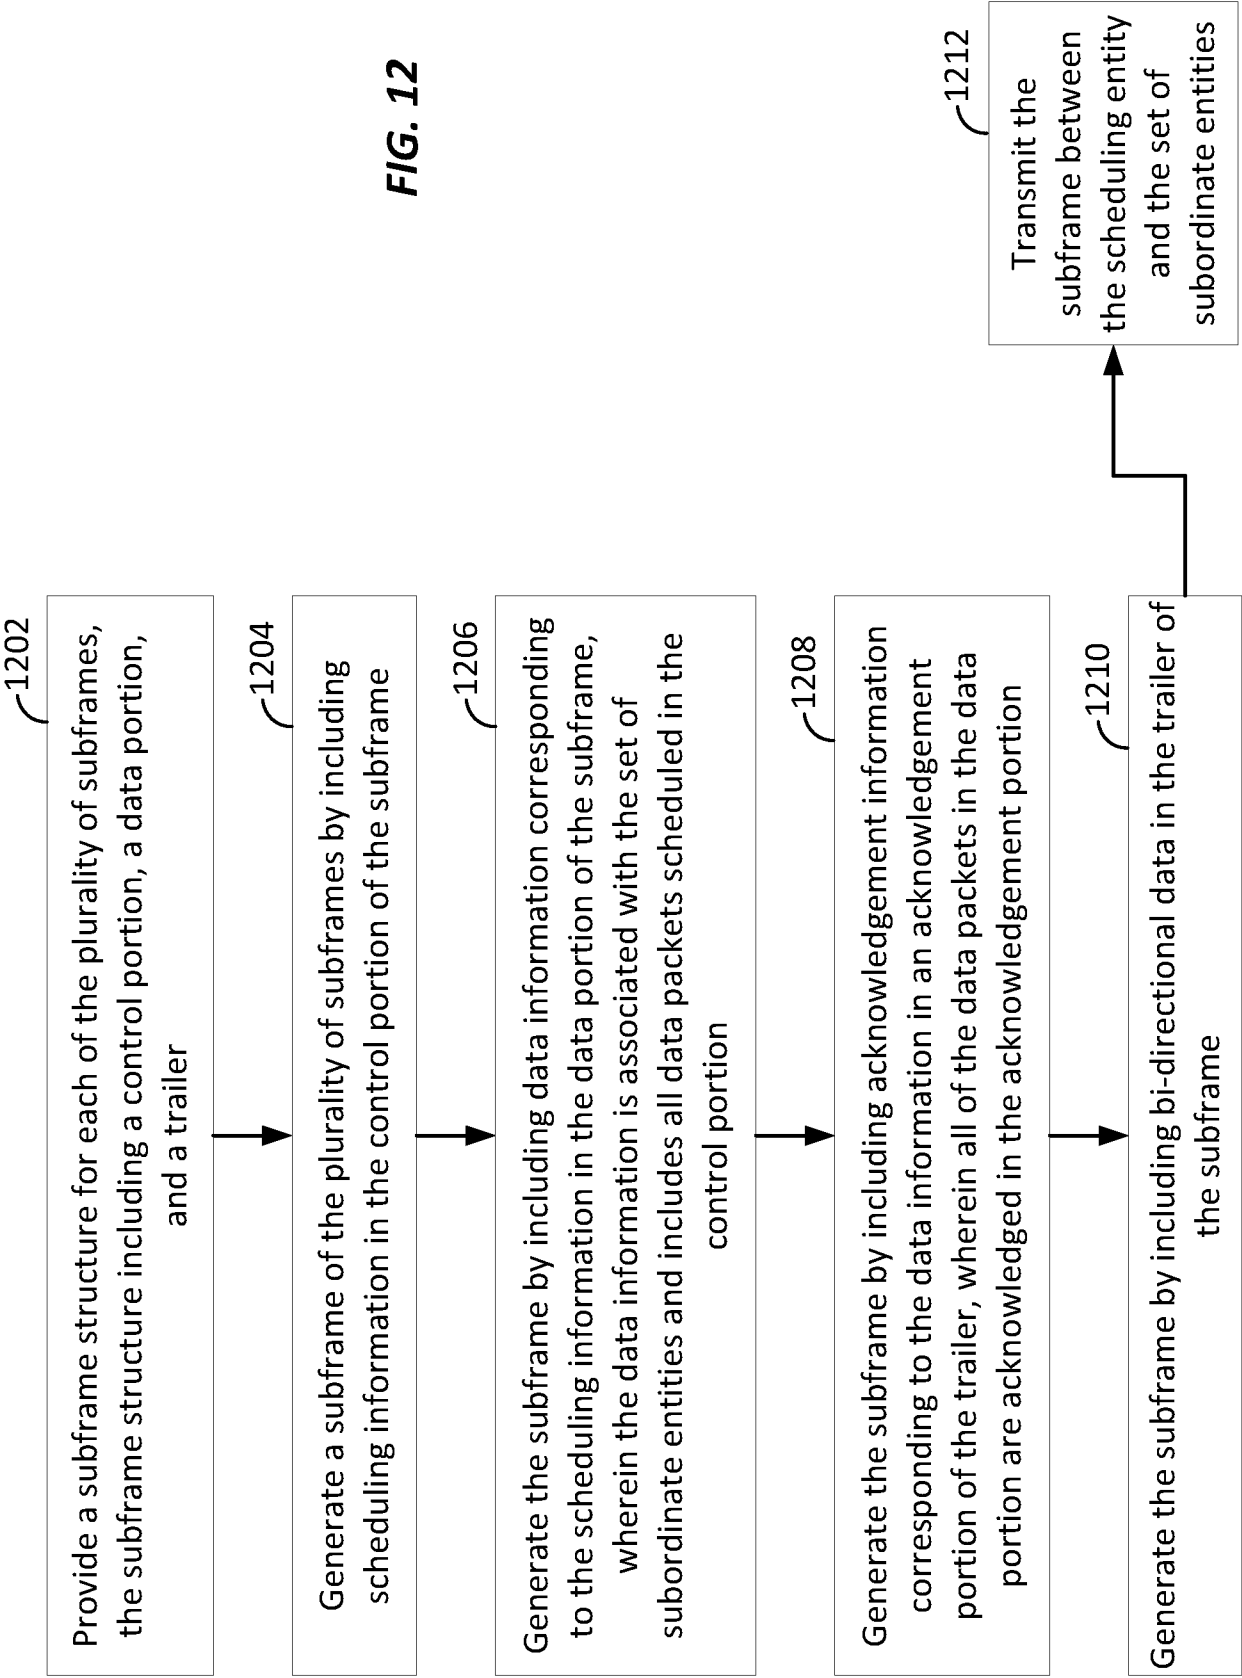 1202
Provide a subframe structure for each of the plurality of subframes,
the subframe structure including a control portion, a data portion,
and a trailer
1204
Generate a subframe of the plurality of subframes by including
scheduling information in the control portion of the subframe
1206
Generate the subframe by including data information corresponding
to the scheduling information in the data portion of the subframe,
wherein the data information is associated with the set of
subordinate entities and includes all data packets scheduled in the
control portion
1208
Generate the subframe by including acknowledgement information
corresponding to the data information in an acknowledgement
portion of the trailer, wherein all of the data packets in the data
portion are acknowledged in the acknowledgement portion
1210
Generate the subframe by including bi-directional data in the trailer of
the subframe
1212
Transmit the
subframe between
the scheduling entity
and the set of
subordinate entities
FIG. 12